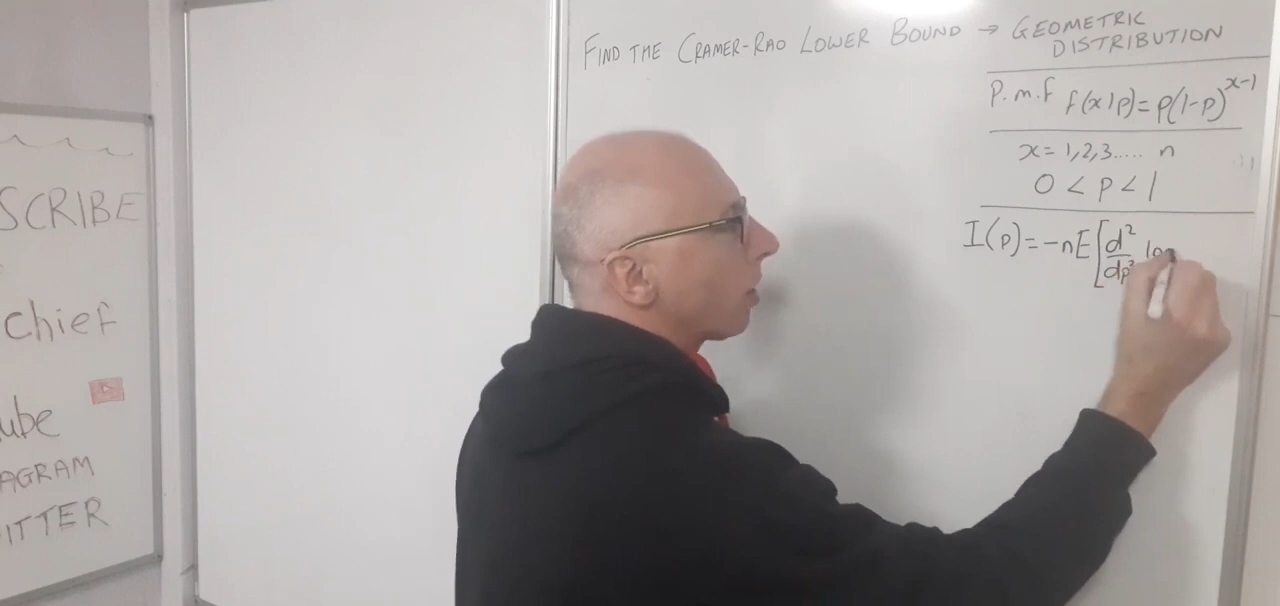 SCRIBE
Chief
ube
AGRAM
ITTER
FIND THE CRAMER-RAO LOWER BOUND → GEOMETRIC
DISTRIBUTION
p.m.f f(x|p)=p(1-p)^{x-1}
x=1,2,3..... n
0 < p < 1
I(p)=-nE[d²/dp² log